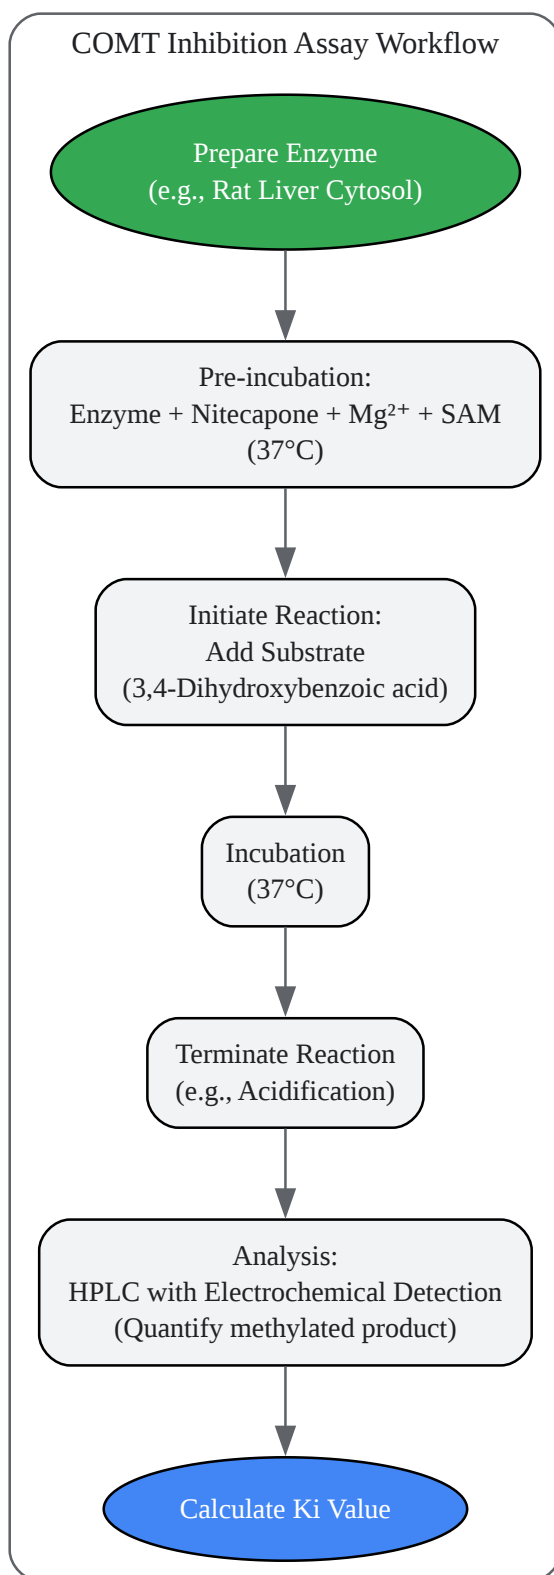 COMT Inhibition Assay Workflow
Prepare Enzyme
(e.g., Rat Liver Cytosol)
Pre-incubation:
Enzyme + Nitecapone + Mg²⁺ + SAM
(37°C)
Initiate Reaction:
Add Substrate
(3,4-Dihydroxybenzoic acid)
Incubation
(37°C)
Terminate Reaction
(e.g., Acidification)
Analysis:
HPLC with Electrochemical Detection
(Quantify methylated product)
Calculate Ki Value